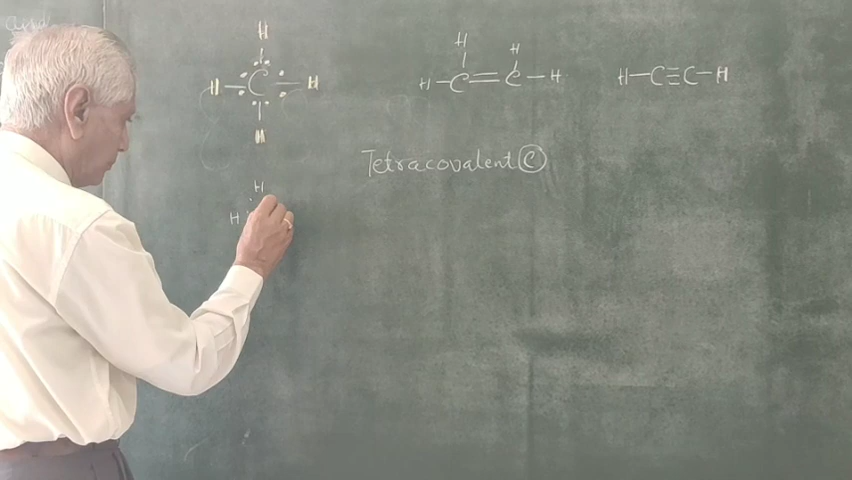 H
H—C—H
H
H H
H—C=C—H
H—C≡C—H
Tetracovalent C
H
H